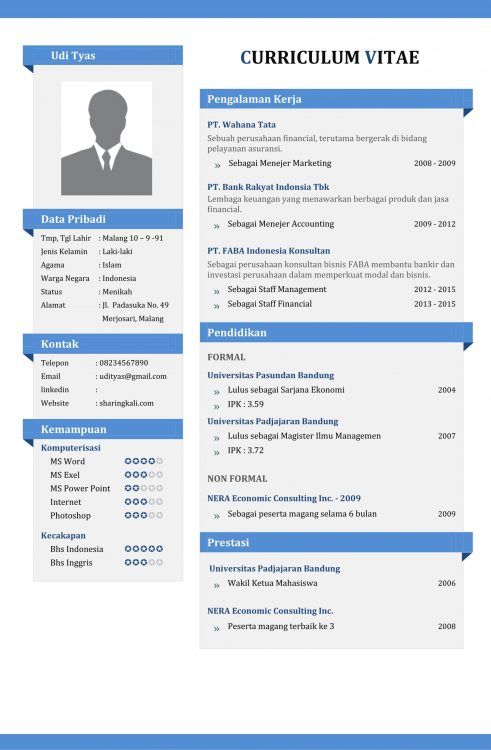 Udi Tyas
Data Pribadi
Tmp, Tgl Lahir : Malang 10 – 9 -91
Jenis Kelamin : Laki-laki
Agama : Islam
Warga Negara : Indonesia
Status : Menikah
Alamat : Jl. Padasuka No. 49
Merjosari, Malang
Kontak
Telepon : 08234567890
Email : udityas@gmail.com
linkedin :
Website : sharingkali.com
Kemampuan
Komputerisasi
MS Word
MS Exel
MS Power Point
Internet
Photoshop
Kecakapan
Bhs Indonesia
Bhs Inggris
CURRICULUM VITAE
Pengalaman Kerja
PT. Wahana Tata
Sebuah perusahaan financial, terutama bergerak di bidang
pelayanan asuransi.
» Sebagai Menejer Marketing 2008 - 2009
PT. Bank Rakyat Indonsia Tbk
Lembaga keuangan yang menawarkan berbagai produk dan jasa
financial.
» Sebagai Menejer Accounting 2009 - 2012
PT. FABA Indonesia Konsultan
Sebagai perusahaan konsultan bisnis FABA membantu bankir dan
investasi perusahaan dalam memperkuat modal dan bisnis.
» Sebagai Staff Management 2012 - 2015
» Sebagai Staff Financial 2013 - 2015
Pendidikan
FORMAL
Universitas Pasundan Bandung
» Lulus sebagai Sarjana Ekonomi 2004
» IPK : 3.59
Universitas Padjajaran Bandung
» Lulus sebagai Magister Ilmu Managemen 2007
» IPK : 3.72
NON FORMAL
NERA Economic Consulting Inc. - 2009
» Sebagai peserta magang selama 6 bulan 2009
Prestasi
Universitas Padjajaran Bandung
» Wakil Ketua Mahasiswa 2006
NERA Economic Consulting Inc.
» Peserta magang terbaik ke 3 2008